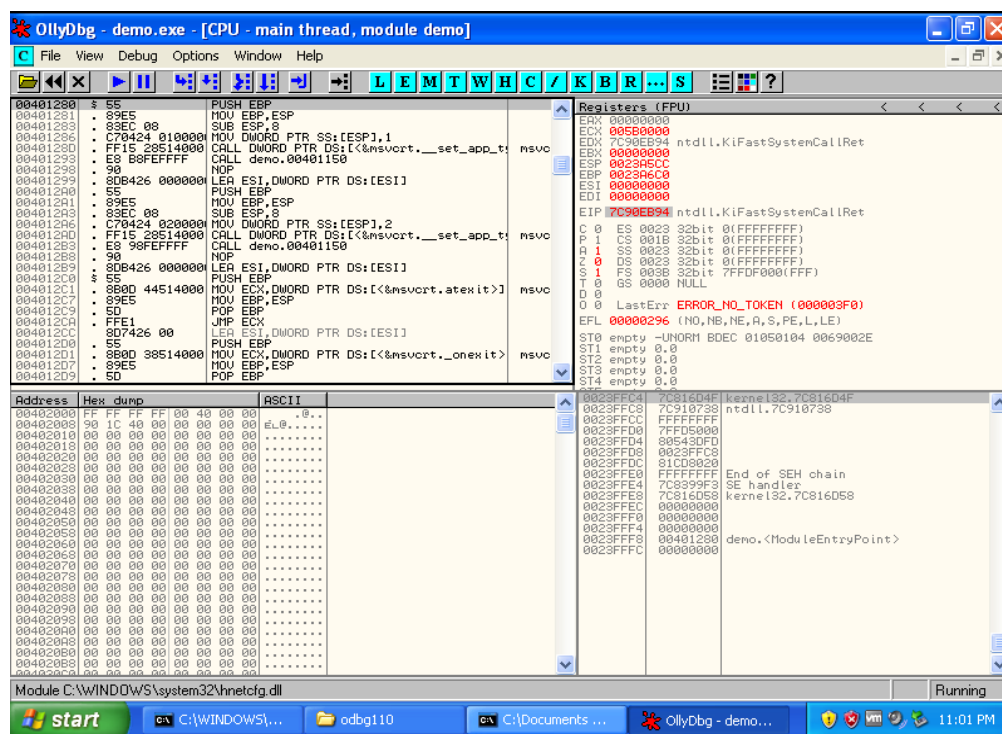 OllyDbg - demo.exe - [CPU - main thread, module demo]
C File View Debug Options Window Help
L E M T W H C / K B R ... S ?
00401280 $ 55 PUSH EBP
00401281 . 89E5 MOV EBP,ESP
00401283 . 83EC 08 SUB ESP,8
00401286 . C70424 010000 MOV DWORD PTR SS:[ESP],1
0040128D . FF15 28514000 CALL DWORD PTR DS:[<&msvcrt.__set_app_t msvc
00401293 . E8 B8FEFFFF CALL demo.00401150
00401298 . 90 NOP
00401299 . 8DB426 000000 LEA ESI,DWORD PTR DS:[ESI]
004012A0 . 55 PUSH EBP
004012A1 . 89E5 MOV EBP,ESP
004012A3 . 83EC 08 SUB ESP,8
004012A6 . C70424 020000 MOV DWORD PTR SS:[ESP],2
004012AD . FF15 28514000 CALL DWORD PTR DS:[<&msvcrt.__set_app_t msvc
004012B3 . E8 98FEFFFF CALL demo.00401150
004012B8 . 90 NOP
004012B9 . 8DB426 000000 LEA ESI,DWORD PTR DS:[ESI]
004012C0 $ 55 PUSH EBP
004012C1 . 8B0D 44514000 MOV ECX,DWORD PTR DS:[<&msvcrt.atexit>] msvc
004012C7 . 89E5 MOV EBP,ESP
004012C9 . 5D POP EBP
004012CA . FFE1 JMP ECX
004012CC 8D7426 00 LEA ESI,DWORD PTR DS:[ESI]
004012D0 . 55 PUSH EBP
004012D1 . 8B0D 38514000 MOV ECX,DWORD PTR DS:[<&msvcrt._onexit> msvc
004012D7 . 89E5 MOV EBP,ESP
004012D9 . 5D POP EBP
Registers (FPU) < < < <
EAX 00000000
ECX 005B0000
EDX 7C90EB94 ntdll.KiFastSystemCallRet
EBX 00000000
ESP 0023A5CC
EBP 0023A6C0
ESI 00000000
EDI 00000000
EIP 7C90EB94 ntdll.KiFastSystemCallRet
C 0 ES 0023 32bit 0(FFFFFFFF)
P 1 CS 001B 32bit 0(FFFFFFFF)
A 1 SS 0023 32bit 0(FFFFFFFF)
Z 0 DS 0023 32bit 0(FFFFFFFF)
S 1 FS 003B 32bit 7FFDF000(FFF)
T 0 GS 0000 NULL
D 0
O 0 LastErr ERROR_NO_TOKEN (000003F0)
EFL 00000296 (NO,NB,NE,A,S,PE,L,LE)
ST0 empty -UNORM BDEC 01050104 0069002E
ST1 empty 0.0
ST2 empty 0.0
ST3 empty 0.0
ST4 empty 0.0
Address Hex dump ASCII
00402000 FF FF FF FF 00 40 00 00 .@..
00402008 90 1C 40 00 00 00 00 00 É∟@.....
00402010 00 00 00 00 00 00 00 00 ........
00402018 00 00 00 00 00 00 00 00 ........
00402020 00 00 00 00 00 00 00 00 ........
00402028 00 00 00 00 00 00 00 00 ........
00402030 00 00 00 00 00 00 00 00 ........
00402038 00 00 00 00 00 00 00 00 ........
00402040 00 00 00 00 00 00 00 00 ........
00402048 00 00 00 00 00 00 00 00 ........
00402050 00 00 00 00 00 00 00 00 ........
00402058 00 00 00 00 00 00 00 00 ........
00402060 00 00 00 00 00 00 00 00 ........
00402068 00 00 00 00 00 00 00 00 ........
00402070 00 00 00 00 00 00 00 00 ........
00402078 00 00 00 00 00 00 00 00 ........
00402080 00 00 00 00 00 00 00 00 ........
00402088 00 00 00 00 00 00 00 00 ........
00402090 00 00 00 00 00 00 00 00 ........
00402098 00 00 00 00 00 00 00 00 ........
004020A0 00 00 00 00 00 00 00 00 ........
004020A8 00 00 00 00 00 00 00 00 ........
004020B0 00 00 00 00 00 00 00 00 ........
004020B8 00 00 00 00 00 00 00 00 ........
0023FFC4 7C816D4F kernel32.7C816D4F
0023FFC8 7C910738 ntdll.7C910738
0023FFCC FFFFFFFF
0023FFD0 7FFD5000
0023FFD4 80543DFD
0023FFD8 0023FFC8
0023FFDC 81CD8020
0023FFE0 FFFFFFFF End of SEH chain
0023FFE4 7C8399F3 SE handler
0023FFE8 7C816D58 kernel32.7C816D58
0023FFEC 00000000
0023FFF0 00000000
0023FFF4 00000000
0023FFF8 00401280 demo.<ModuleEntryPoint>
0023FFFC 00000000
Module C:\WINDOWS\system32\hnetcfg.dll Running
start C:\WINDOWS\... odbg110 C:\Documents ... OllyDbg - demo... 11:01 PM